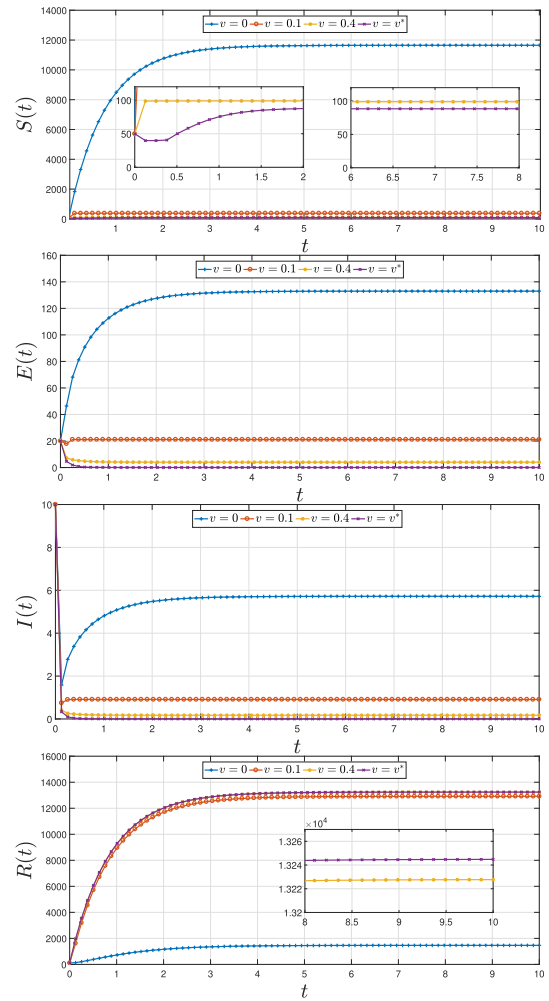 v = 0 v = 0.1 v = 0.4 v = v*
14000
12000
10000
8000
6000
4000
2000
0
S(t)
100
50
0
0 0.5 1 1.5 2
100
50
0
6 6.5 7 7.5 8
1 2 3 4 5 6 7 8 9 10
t
v = 0 v = 0.1 v = 0.4 v = v*
160
140
120
100
80
60
40
20
0
E(t)
0 1 2 3 4 5 6 7 8 9 10
t
v = 0 v = 0.1 v = 0.4 v = v*
10
8
6
4
2
0
I(t)
0 1 2 3 4 5 6 7 8 9 10
t
v = 0 v = 0.1 v = 0.4 v = v*
16000
14000
12000
10000
8000
6000
4000
2000
0
R(t)
×10⁴
1.326
1.324
1.322
1.32
8 8.5 9 9.5 10
0 1 2 3 4 5 6 7 8 9 10
t